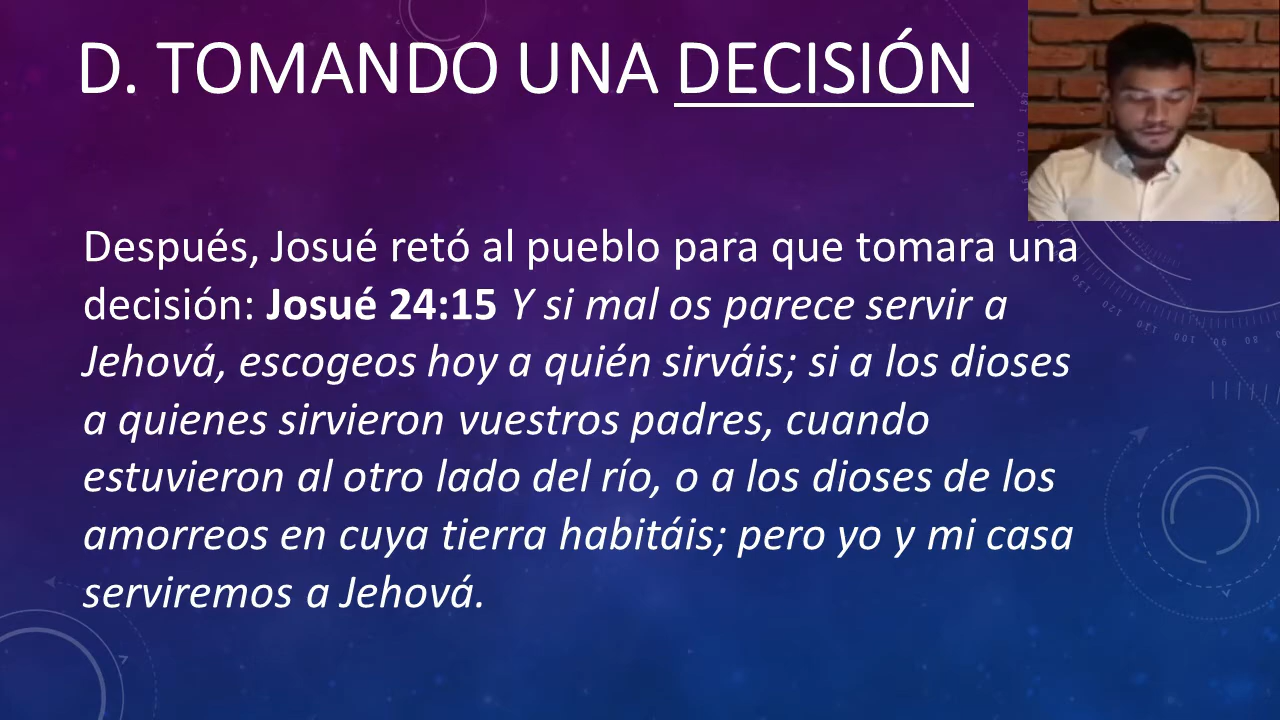 D. TOMANDO UNA DECISIÓN
Después, Josué retó al pueblo para que tomara una
decisión: Josué 24:15 Y si mal os parece servir a
Jehová, escogeos hoy a quién sirváis; si a los dioses
a quienes sirvieron vuestros padres, cuando
estuvieron al otro lado del río, o a los dioses de los
amorreos en cuya tierra habitáis; pero yo y mi casa
serviremos a Jehová.